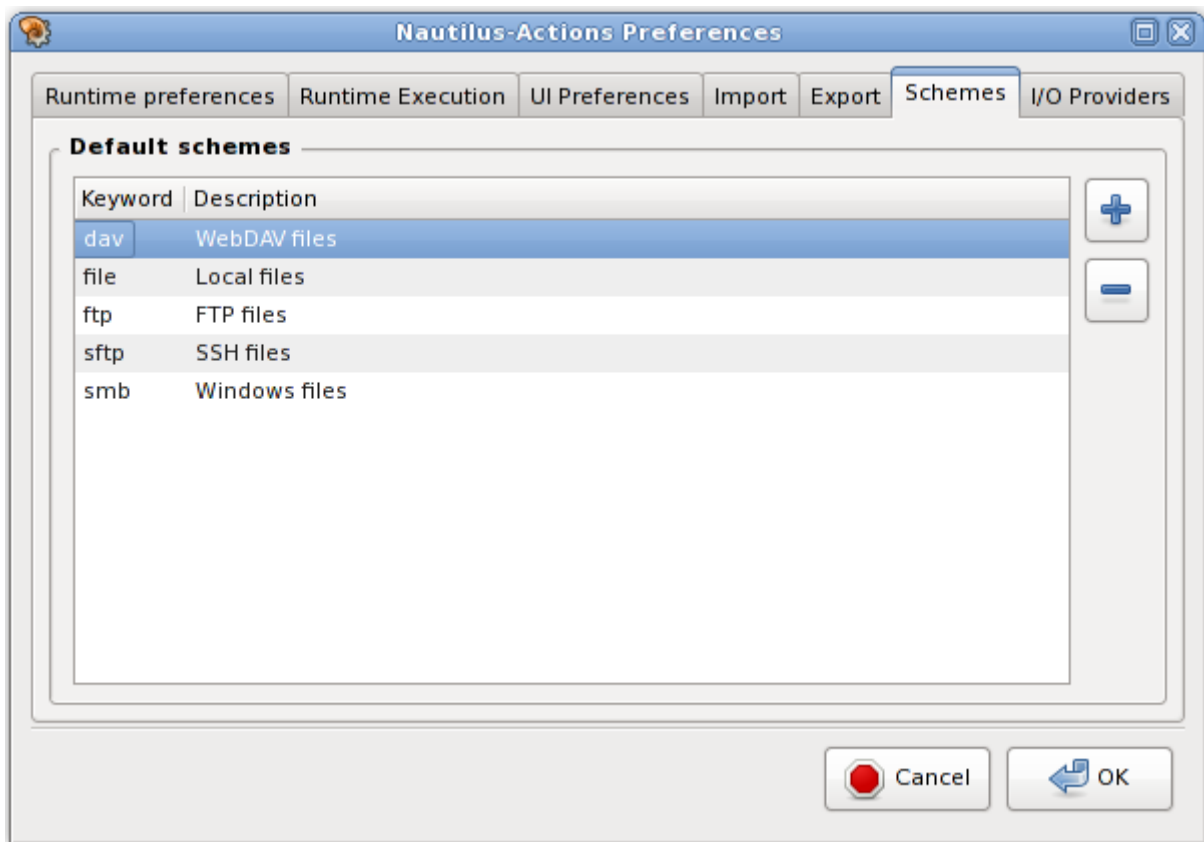 Nautilus-Actions Preferences
Runtime preferences Runtime Execution UI Preferences Import Export Schemes I/O Providers
Default schemes
Keyword Description
dav WebDAV files
file Local files
ftp FTP files
sftp SSH files
smb Windows files
Cancel OK